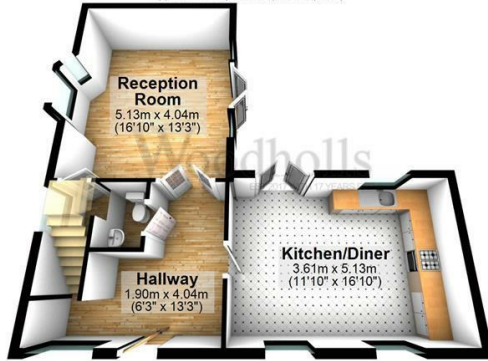 Reception
Room
5.13m x 4.04m
(16'10" x 13'3")
Woodholls
Kitchen/Diner
3.61m x 5.13m
(11'10" x 16'10")
Hallway
1.90m x 4.04m
(6'3" x 13'3")